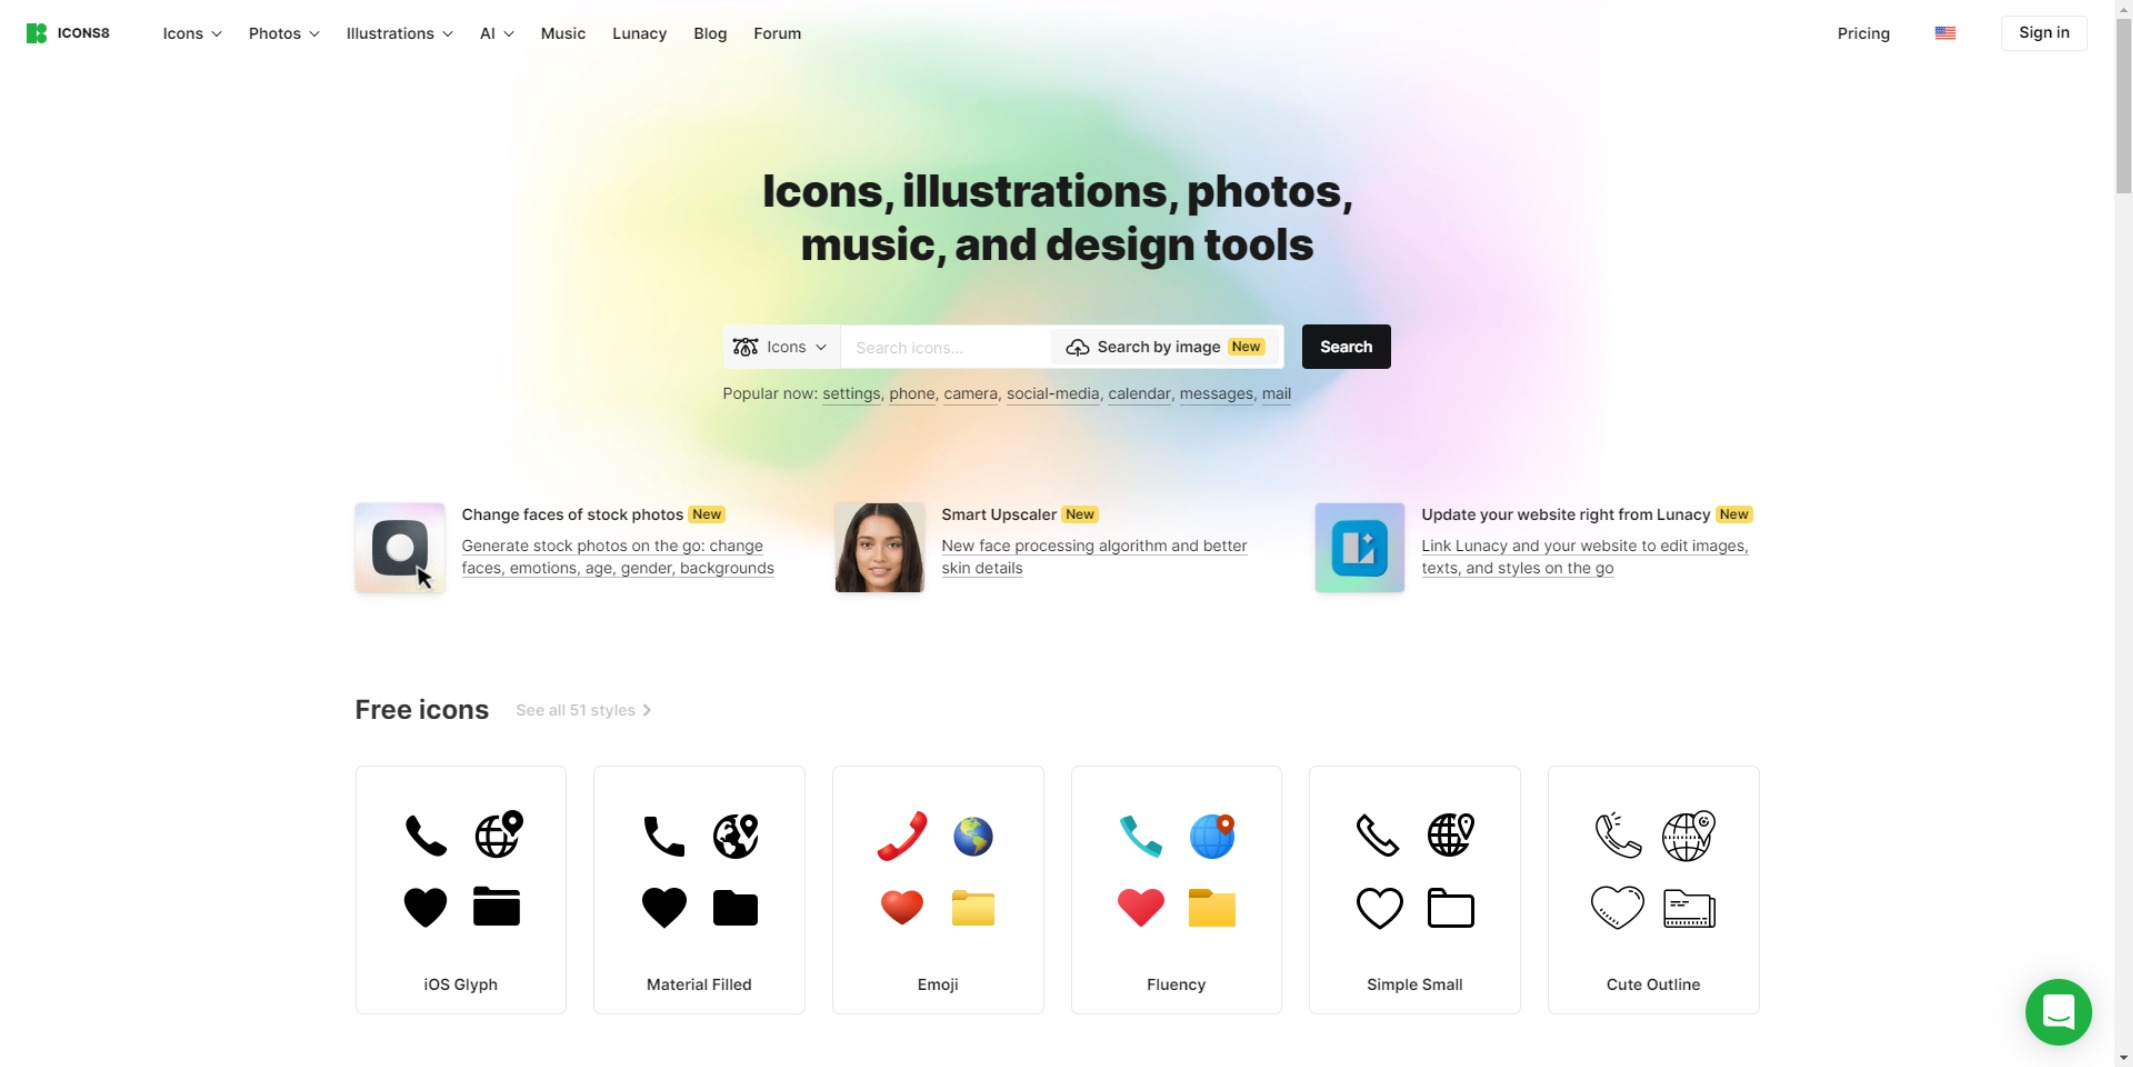 ICONS8
Icons
Photos
Illustrations
AI
Music
Lunacy
Blog
Forum
Pricing
Sign in
Icons, illustrations, photos,
music, and design tools
Icons
Search icons...
Search by image New
Search
Popular now: settings, phone, camera, social-media, calendar, messages, mail
Change faces of stock photos New
Generate stock photos on the go: change
faces, emotions, age, gender, backgrounds
Smart Upscaler New
New face processing algorithm and better
skin details
Update your website right from Lunacy New
Link Lunacy and your website to edit images,
texts, and styles on the go
Free icons
See all 51 styles
iOS Glyph
Material Filled
Emoji
Fluency
Simple Small
Cute Outline